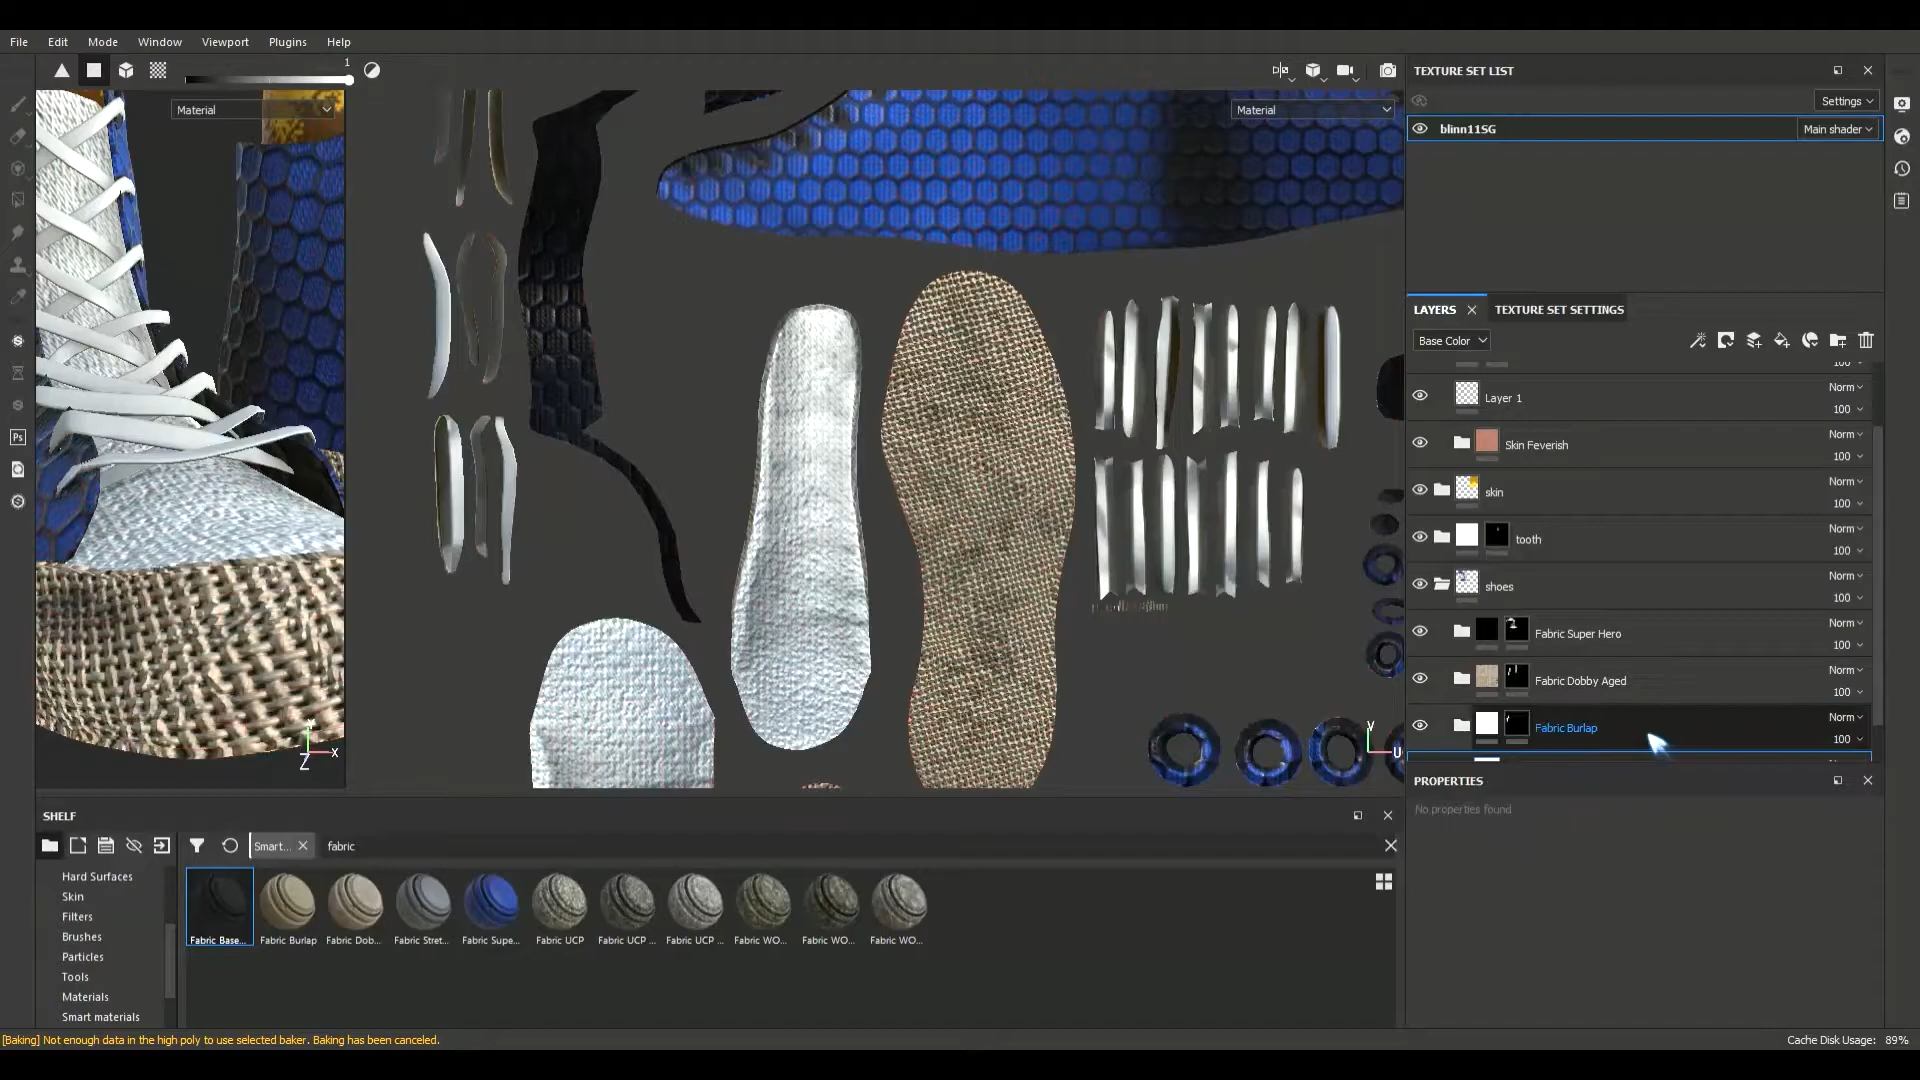 File Edit Mode Window Viewport Plugins Help
1
Material
Material
Y
X
Z
V
U
TEXTURE SET LIST
Settings
blinn11SG
Main shader
LAYERS
TEXTURE SET SETTINGS
Base Color
100
Layer 1
Norm
100
Skin Feverish
Norm
100
skin
Norm
100
tooth
Norm
100
shoes
Norm
100
Fabric Super Hero
Norm
100
Fabric Dobby Aged
Norm
100
Fabric Burlap
Norm
100
PROPERTIES
No properties found
SHELF
Smart...
fabric
Hard Surfaces
Skin
Filters
Brushes
Particles
Tools
Materials
Smart materials
Fabric Base...
Fabric Burlap
Fabric Dob...
Fabric Stret...
Fabric Supe...
Fabric UCP
Fabric UCP ...
Fabric UCP ...
Fabric WO...
Fabric WO...
Fabric WO...
Ps
[Baking] Not enough data in the high poly to use selected baker. Baking has been canceled.
Cache Disk Usage: 89%